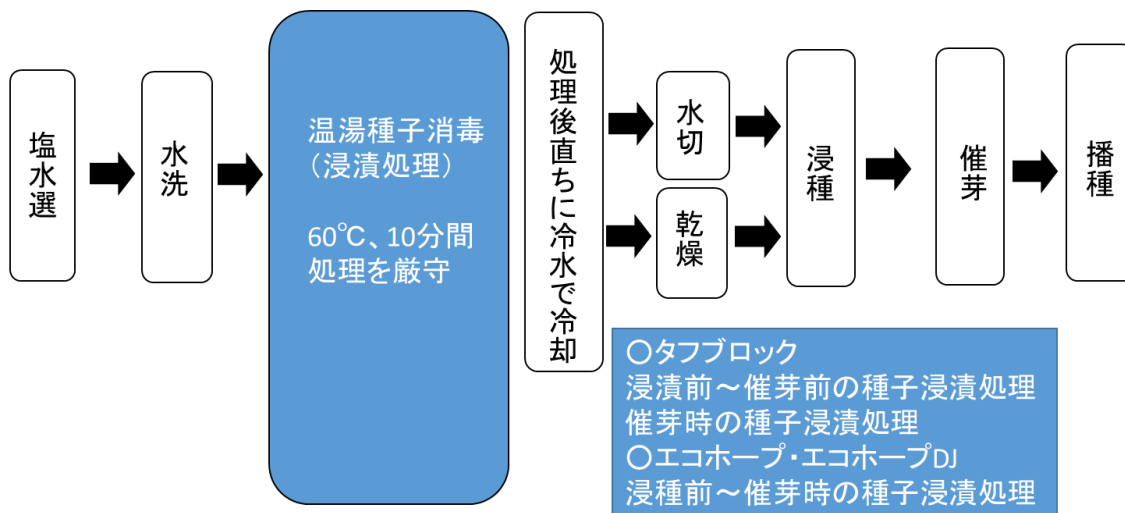 塩水選
水洗
温湯種子消毒
（浸漬処理）
60℃、10分間
処理を厳守
処理後直ちに冷水で冷却
水切
乾燥
浸種
催芽
播種
〇タフブロック
浸漬前～催芽前の種子浸漬処理
催芽時の種子浸漬処理
〇エコホープ・エコホープDJ
浸種前～催芽時の種子浸漬処理